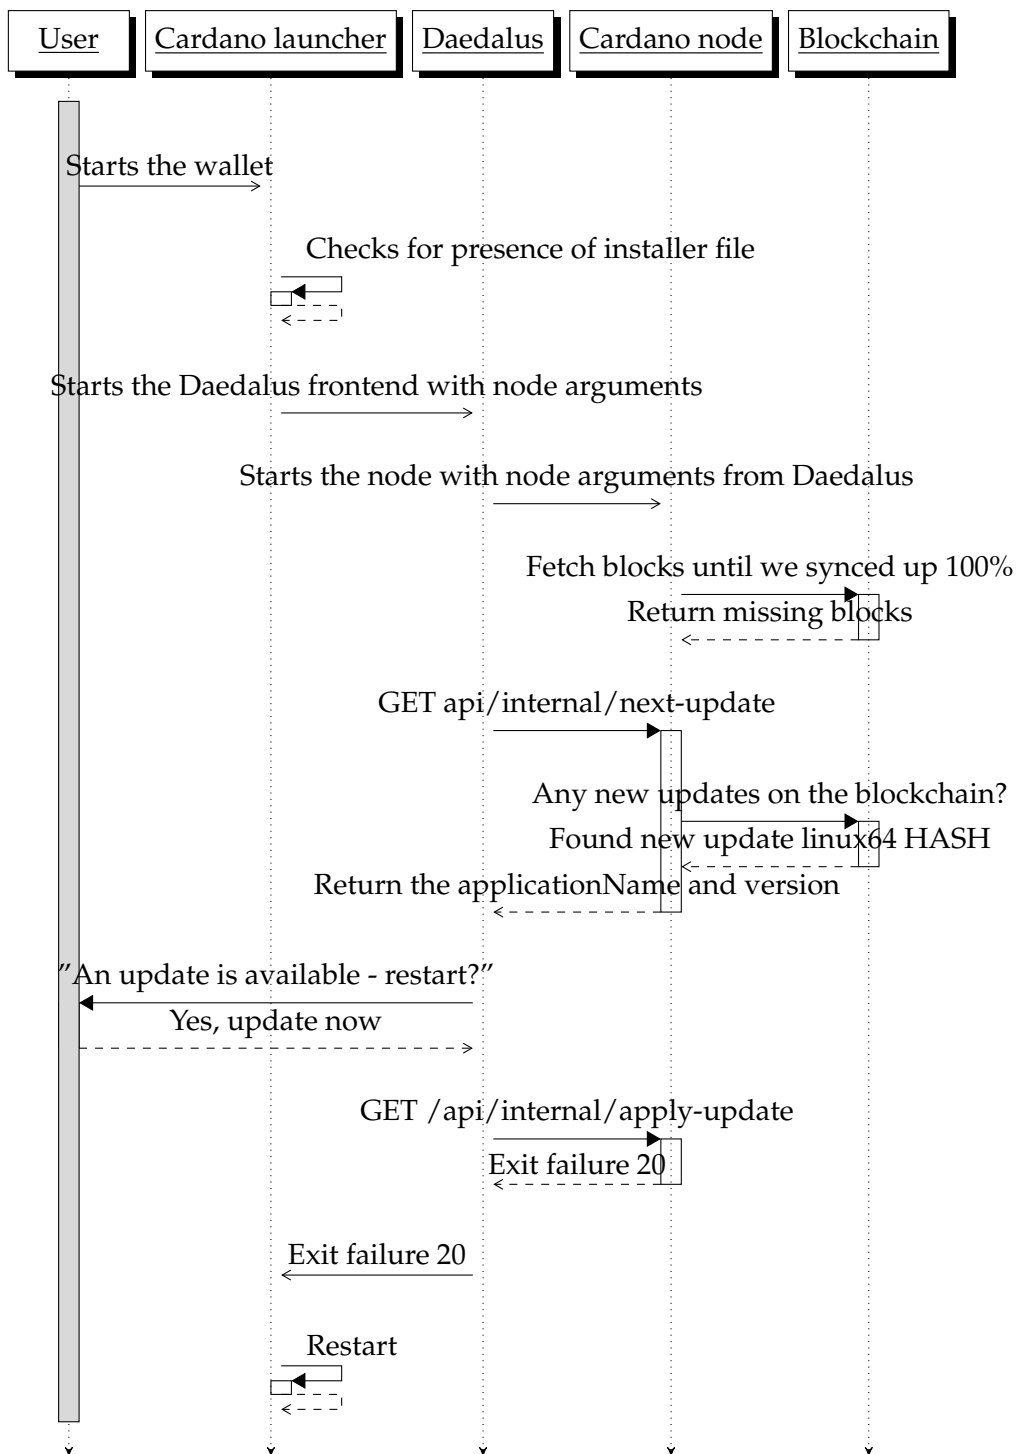 User
Cardano launcher
Daedalus
Cardano node
Blockchain
Starts the wallet
Checks for presence of installer file
Starts the Daedalus frontend with node arguments
Starts the node with node arguments from Daedalus
Fetch blocks until we synced up 100%
Return missing blocks
GET api/internal/next-update
Any new updates on the blockchain?
Found new update linux64 HASH
Return the applicationName and version
”An update is available - restart?”
Yes, update now
GET /api/internal/apply-update
Exit failure 20
Exit failure 20
Restart